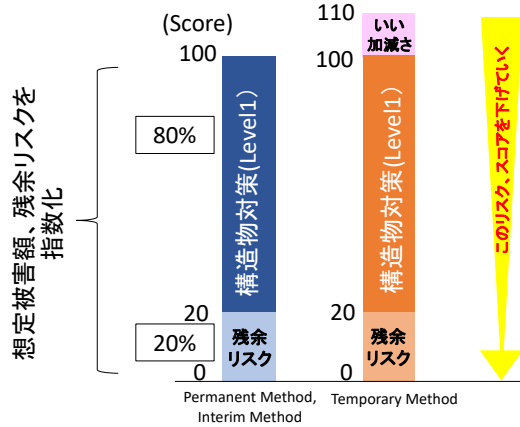 想定被害額、残余リスクを
指数化
(Score)
100
80%
20
20%
0
構造物対策(Level1)
残余
リスク
Permanent Method,
Interim Method
110
100
20
0
いい
加減さ
構造物対策(Level1)
残余
リスク
Temporary Method
このリスク、スコアを下げていく